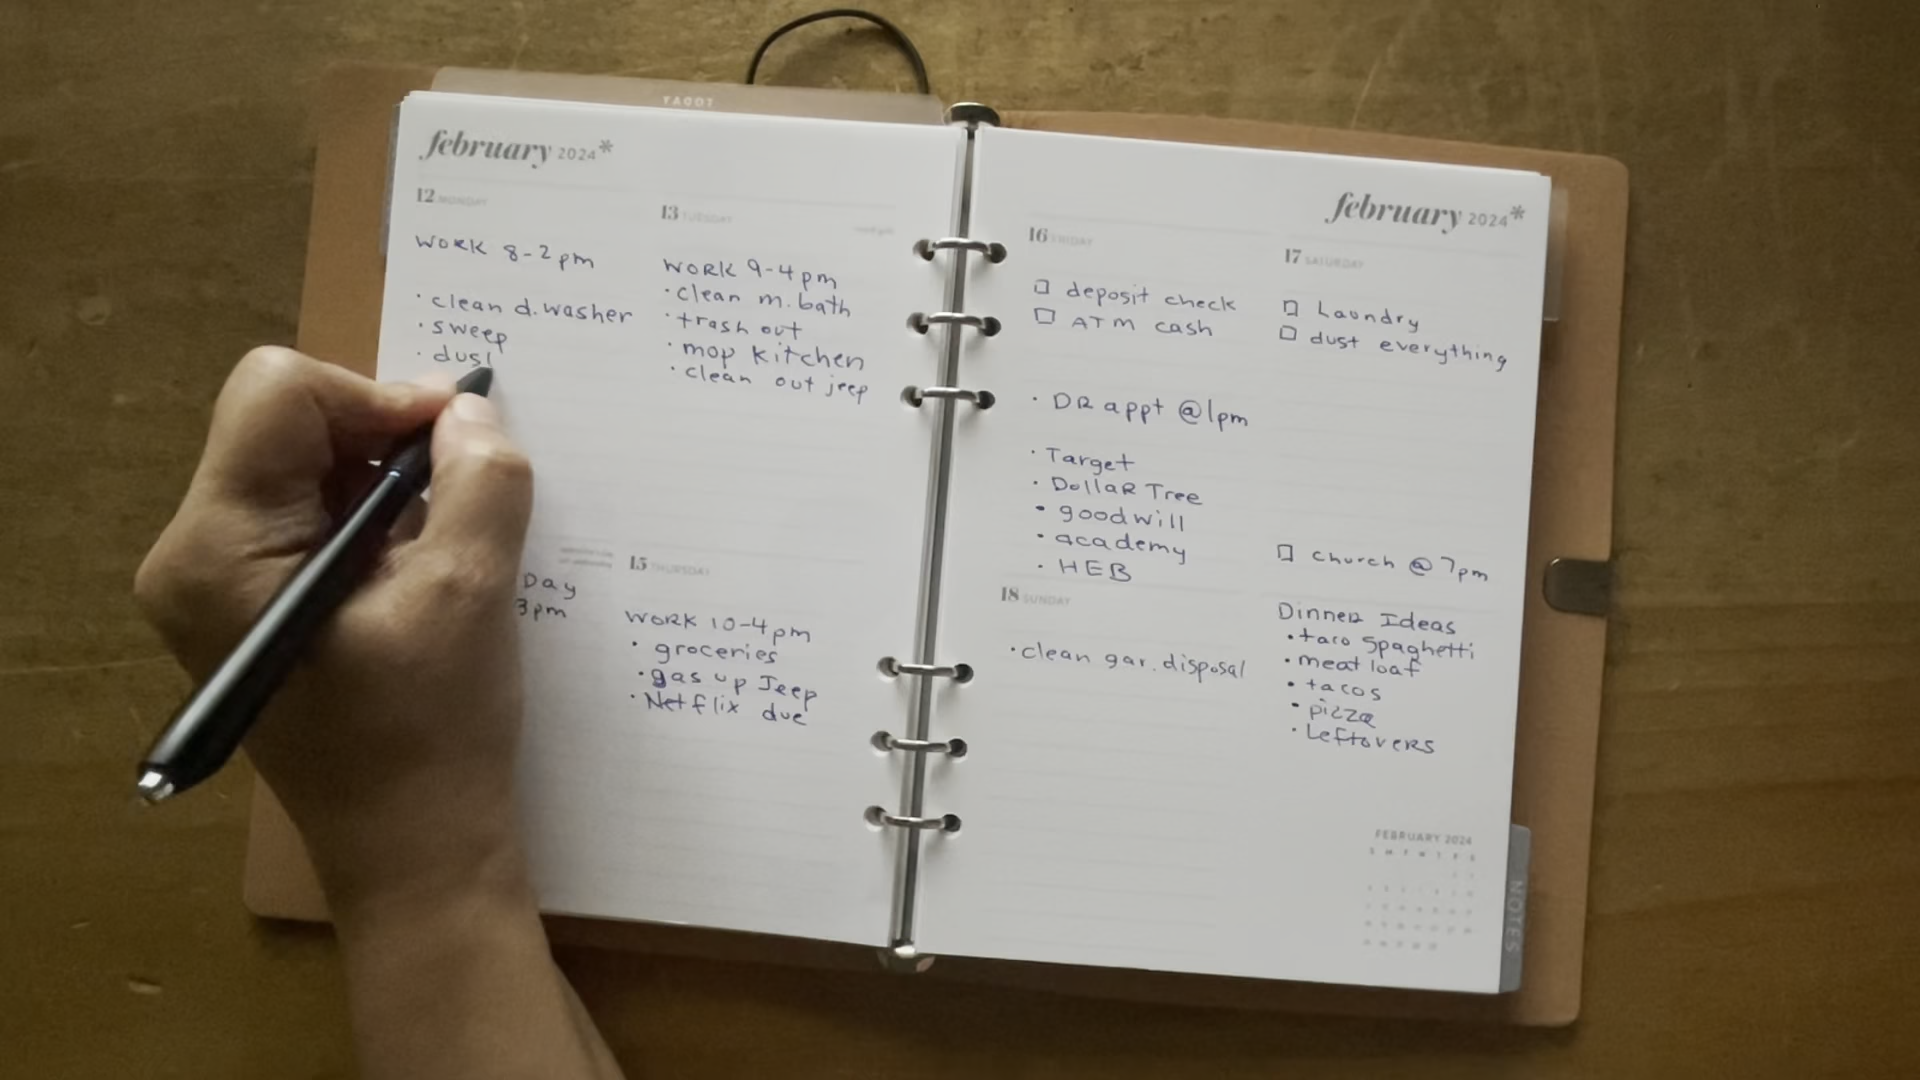 TODAY
february 2024*
12 MONDAY
WORK 8-2pm
· clean d.washer
· sweep
· dust
13 TUESDAY
WORK 9-4pm
· clean m.bath
· trash out
· mop kitchen
· clean out jeep
Day
3pm
15 THURSDAY
WORK 10-4pm
· groceries
· gas up Jeep
· Netflix due
february 2024*
16 FRIDAY
□ deposit check
□ ATM cash
· DR appt @1pm
· Target
· DollaR Tree
· goodwill
· academy
· HEB
17 SATURDAY
□ Laundry
□ dust everything
□ church @ 7pm
18 SUNDAY
· clean gar. disposal
Dinner Ideas
· taco Spaghetti
· meat loaf
· tacos
· pizza
· LeftoveRS
FEBRUARY 2024
S M T W T F S
NOTES